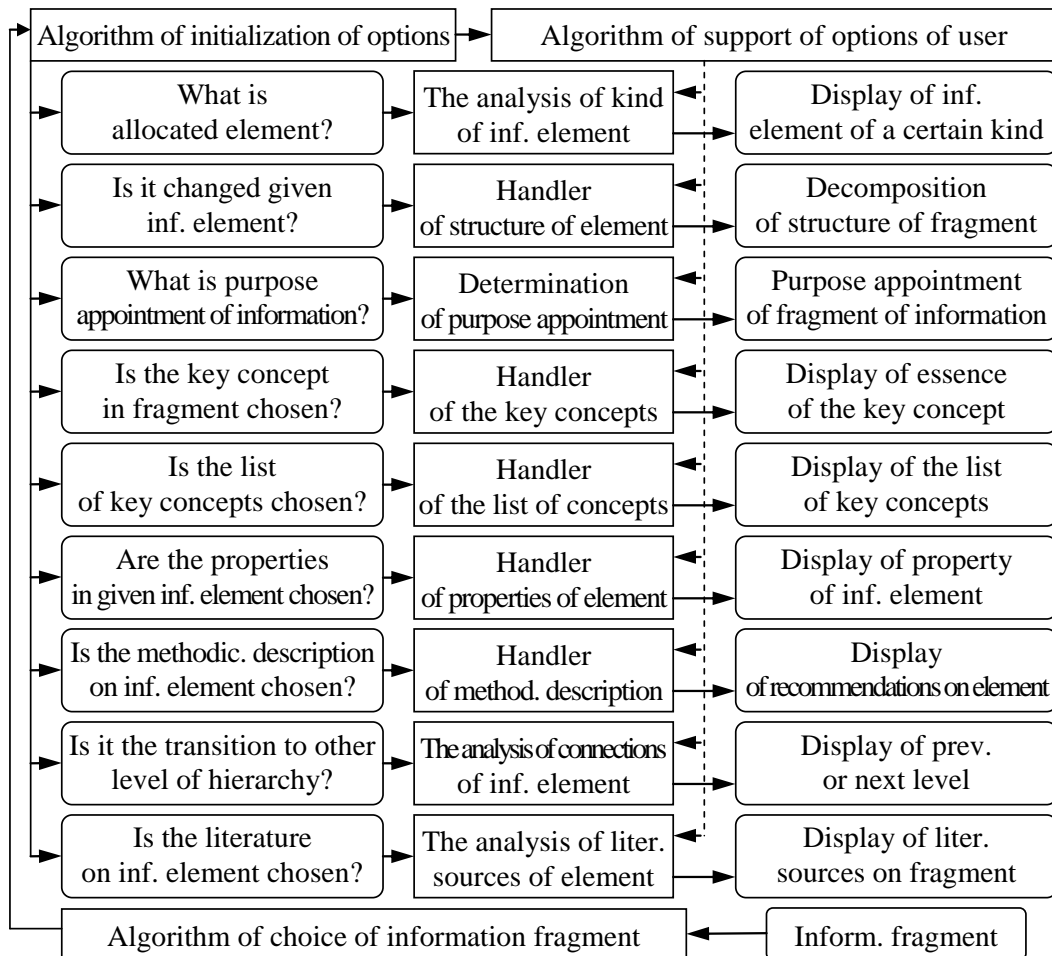 Algorithm of initialization of options
Algorithm of support of options of user
What is
allocated element?
The analysis of kind
of inf. element
Display of inf.
element of a certain kind
Is it changed given
inf. element?
Handler
of structure of element
Decomposition
of structure of fragment
What is purpose
appointment of information?
Determination
of purpose appointment
Purpose appointment
of fragment of information
Is the key concept
in fragment chosen?
Handler
of the key concepts
Display of essence
of the key concept
Is the list
of key concepts chosen?
Handler
of the list of concepts
Display of the list
of key concepts
Are the properties
in given inf. element chosen?
Handler
of properties of element
Display of property
of inf. element
Is the methodic. description
on inf. element chosen?
Handler
of method. description
Display
of recommendations on element
Is it the transition to other
level of hierarchy?
The analysis of connections
of inf. element
Display of prev.
or next level
Is the literature
on inf. element chosen?
The analysis of liter.
sources of element
Display of liter.
sources on fragment
Algorithm of choice of information fragment
Inform. fragment